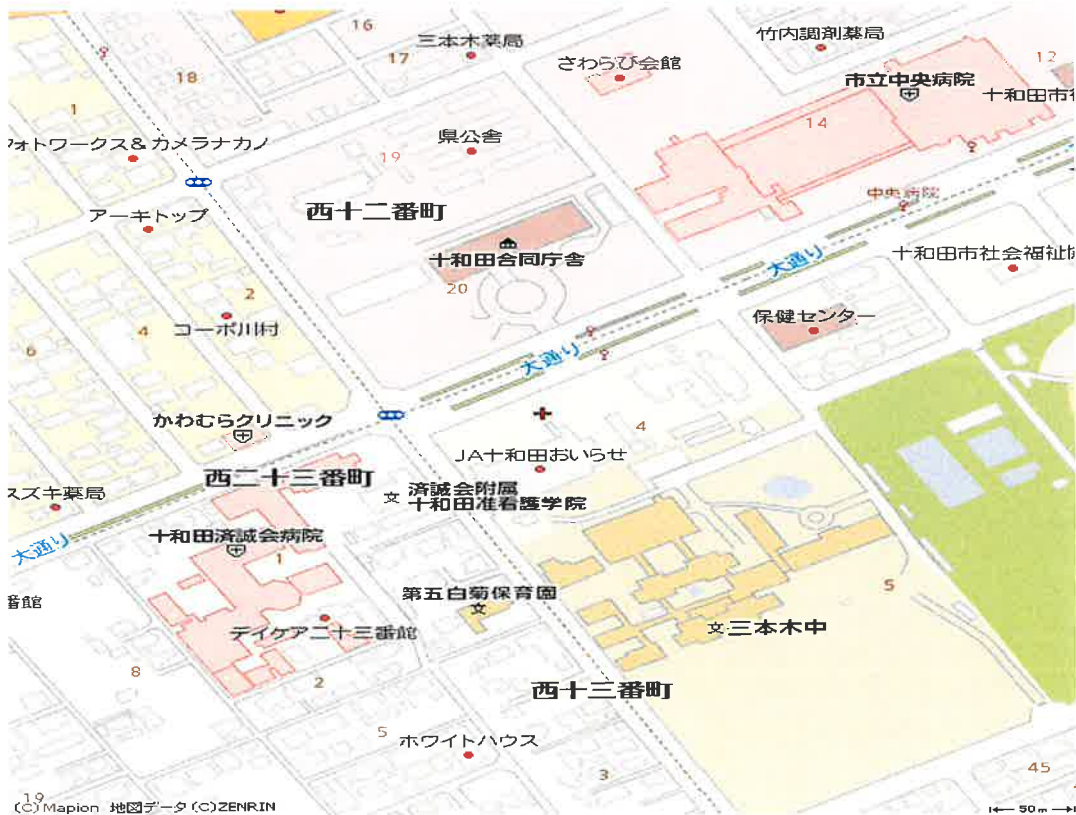 16
三本木薬局
竹内調剤薬局
17
さわらび会館
12
18
市立中央病院
十和田市役
1
14
フォトワークス&カメラナカノ
県公舎
19
中央病院
アーキトップ
西十二番町
十和田合同庁舎
大通り
十和田市社会福祉協
20
2
コーポ川村
4
保健センター
6
大通り
かわむらクリニック
4
西二十三番町
JA十和田おいらせ
スズキ薬局
済誠会附属
十和田准看護学院
大通り
十和田済誠会病院
1
5
番館
第五白菊保育園
デイケア二十三番館
三本木中
8
2
西十三番町
5
ホワイトハウス
3
45
19
(C)Mapion 地図データ(C)ZENRIN
50m